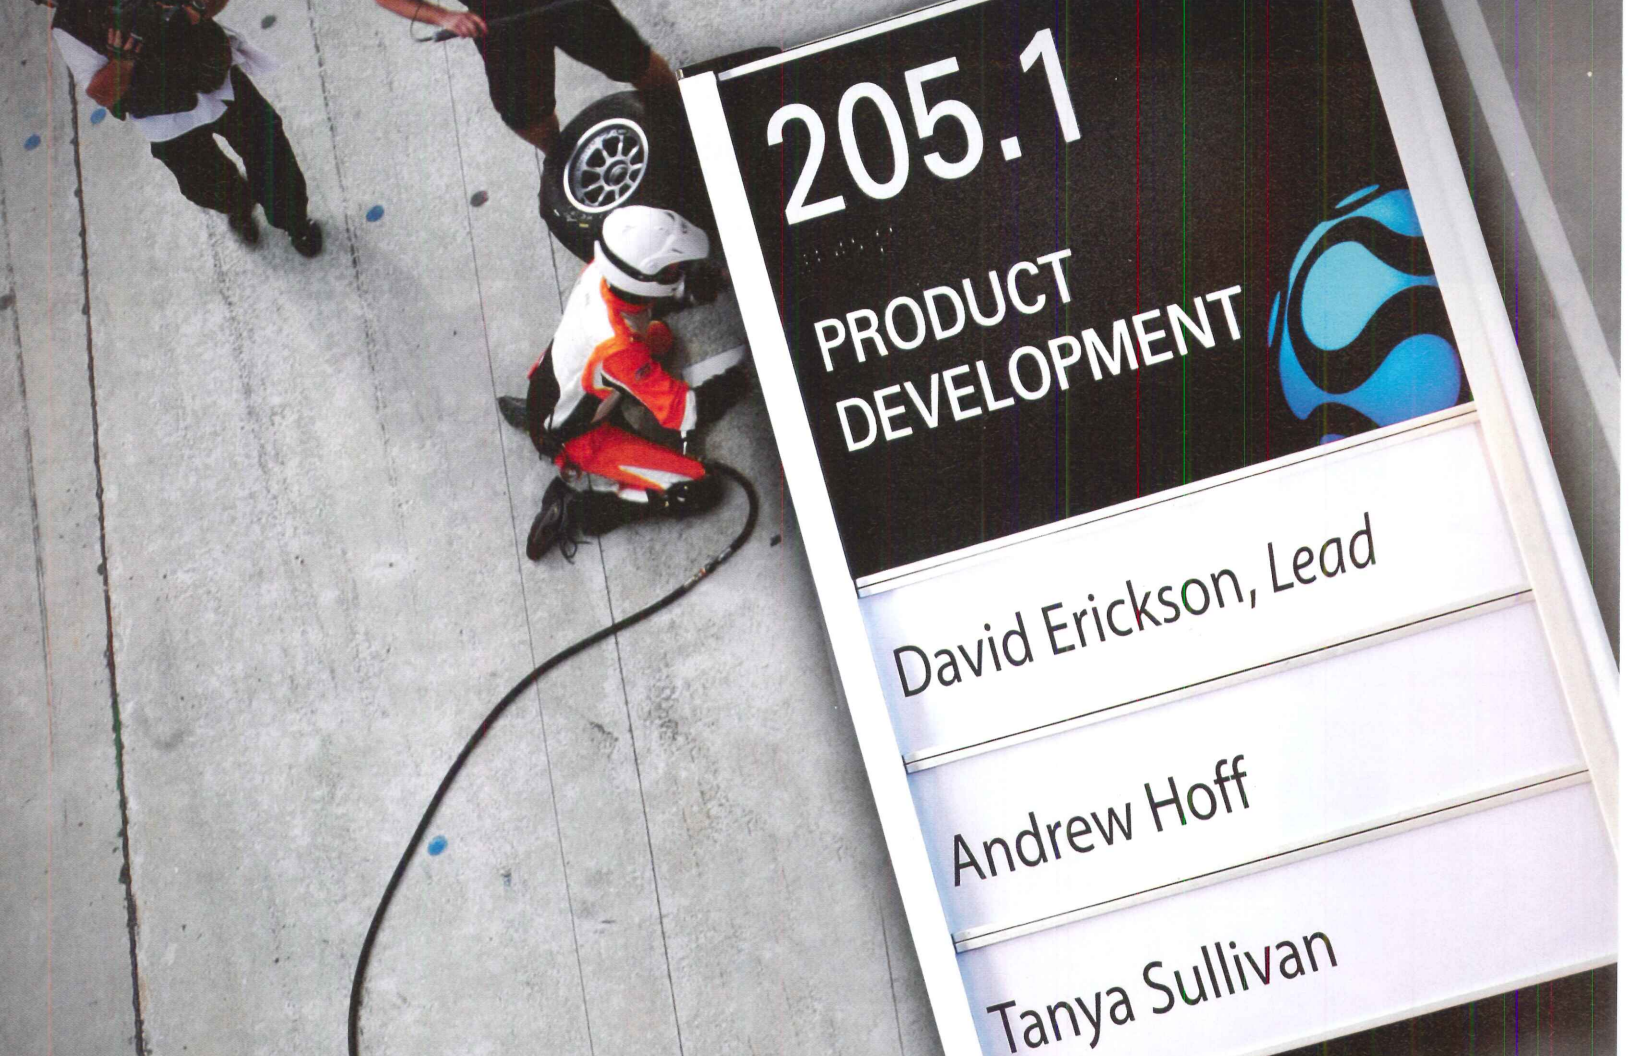 205.1
PRODUCT
DEVELOPMENT
David Erickson, Lead
Andrew Hoff
Tanya Sullivan